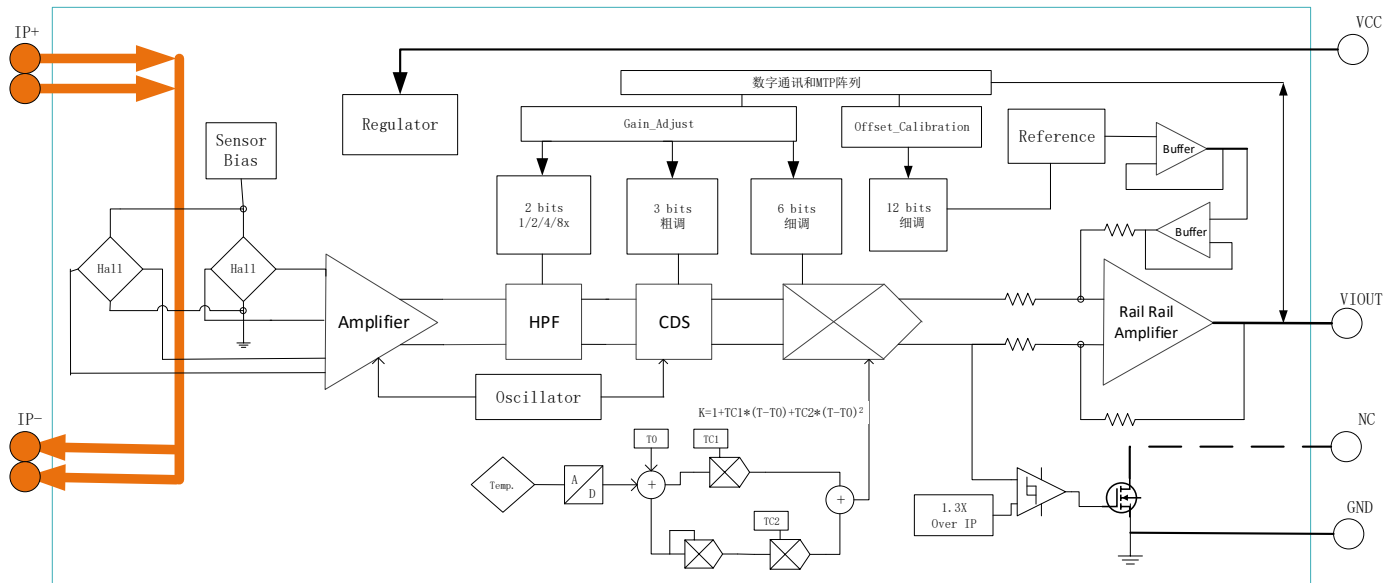 IP+
VCC
数字通讯和MTP阵列
Regulator
Gain_Adjust
Offset_Calibration
Reference
Buffer
Sensor
Bias
2 bits
1/2/4/8x
3 bits
粗调
6 bits
细调
12 bits
细调
Buffer
Hall
Hall
Amplifier
HPF
CDS
Rail Rail
Amplifier
VIOUT
Oscillator
K=1+TC1*(T-T0)+TC2*(T-T0)²
IP-
NC
T0
TC1
Temp.
A
D
+
+
1.3X
Over IP
TC2
GND